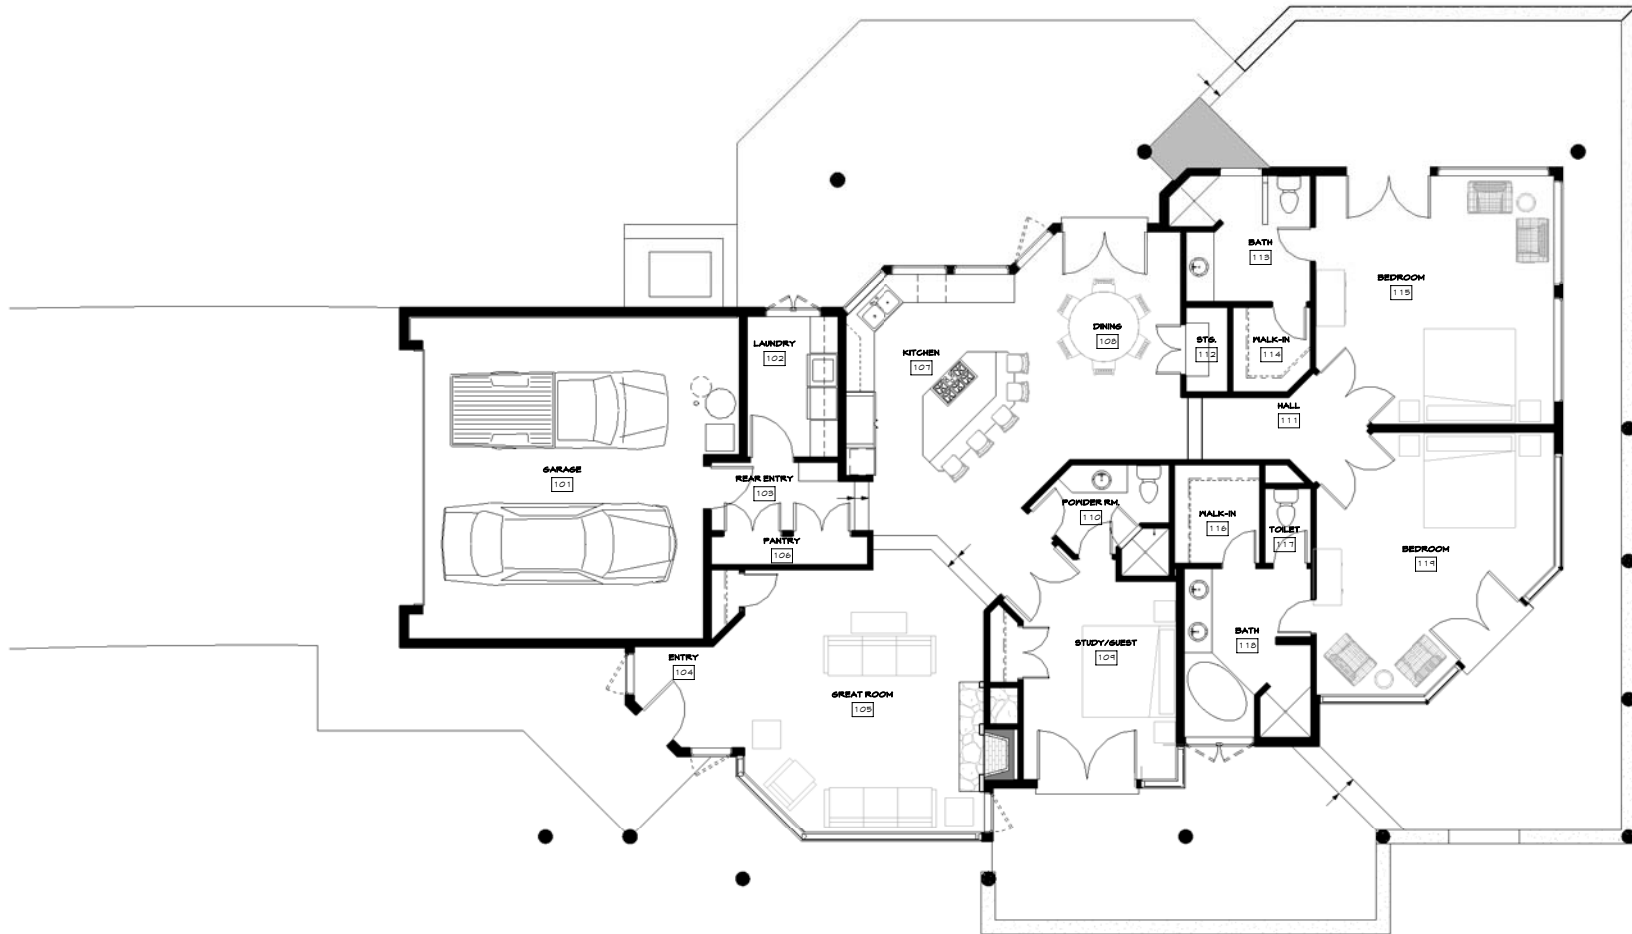 BATH
113
BEDROOM
115
DINING
108
LAUNDRY
102
KITCHEN
107
STG.
112
WALK-IN
114
HALL
111
GARAGE
101
REAR ENTRY
103
POWDER RM.
110
WALK-IN
116
TOILET
117
PANTRY
106
BEDROOM
119
ENTRY
104
STUDY/GUEST
109
BATH
118
GREAT ROOM
105